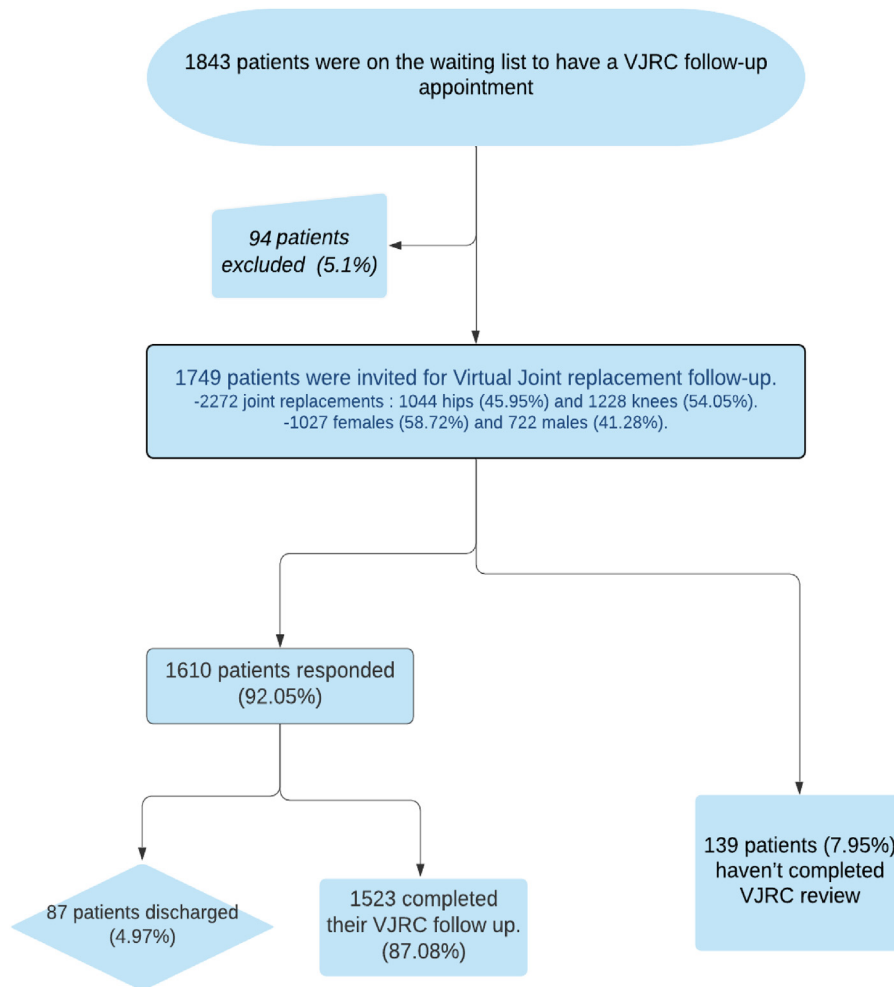 1843 patients were on the waiting list to have a VJRC follow-up
appointment
94 patients
excluded (5.1%)
1749 patients were invited for Virtual Joint replacement follow-up.
-2272 joint replacements : 1044 hips (45.95%) and 1228 knees (54.05%).
-1027 females (58.72%) and 722 males (41.28%).
1610 patients responded
(92.05%)
87 patients discharged
(4.97%)
1523 completed
their VJRC follow up.
(87.08%)
139 patients (7.95%)
haven't completed
VJRC review